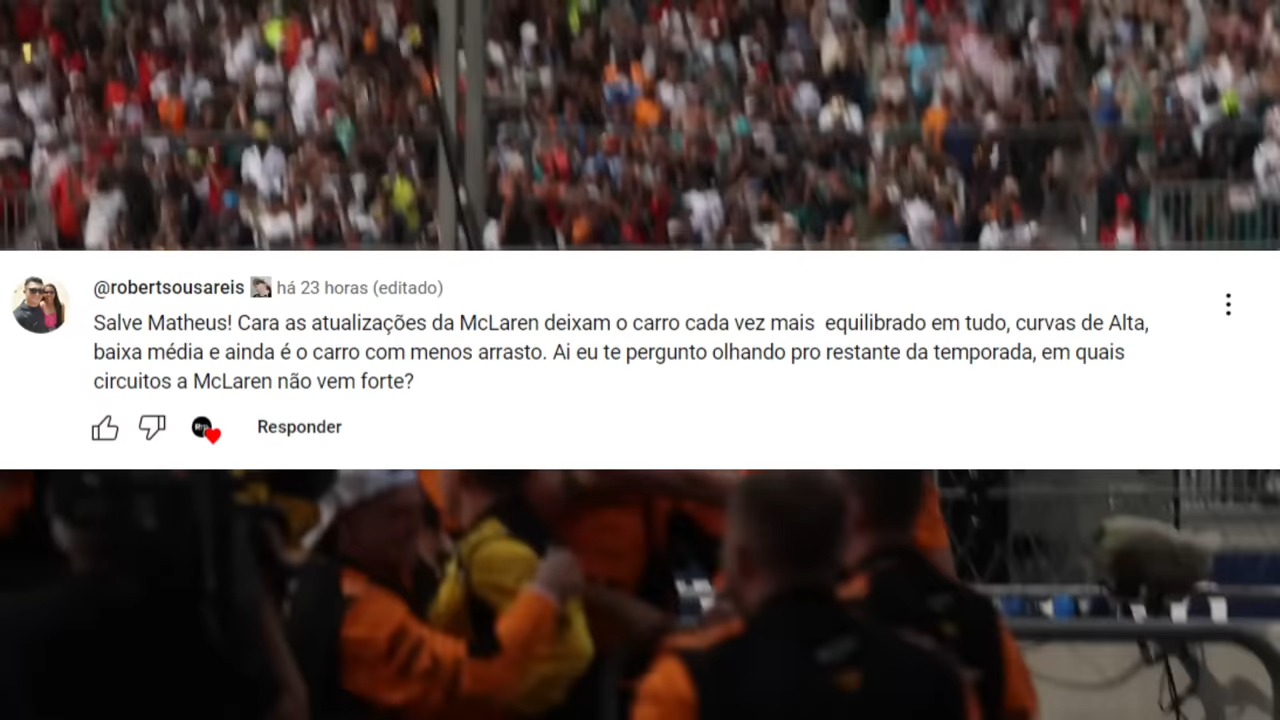 @robertsousareis há 23 horas (editado)
Salve Matheus! Cara as atualizações da McLaren deixam o carro cada vez mais  equilibrado em tudo, curvas de Alta,
baixa média e ainda é o carro com menos arrasto. Ai eu te pergunto olhando pro restante da temporada, em quais
circuitos a McLaren não vem forte?
Responder